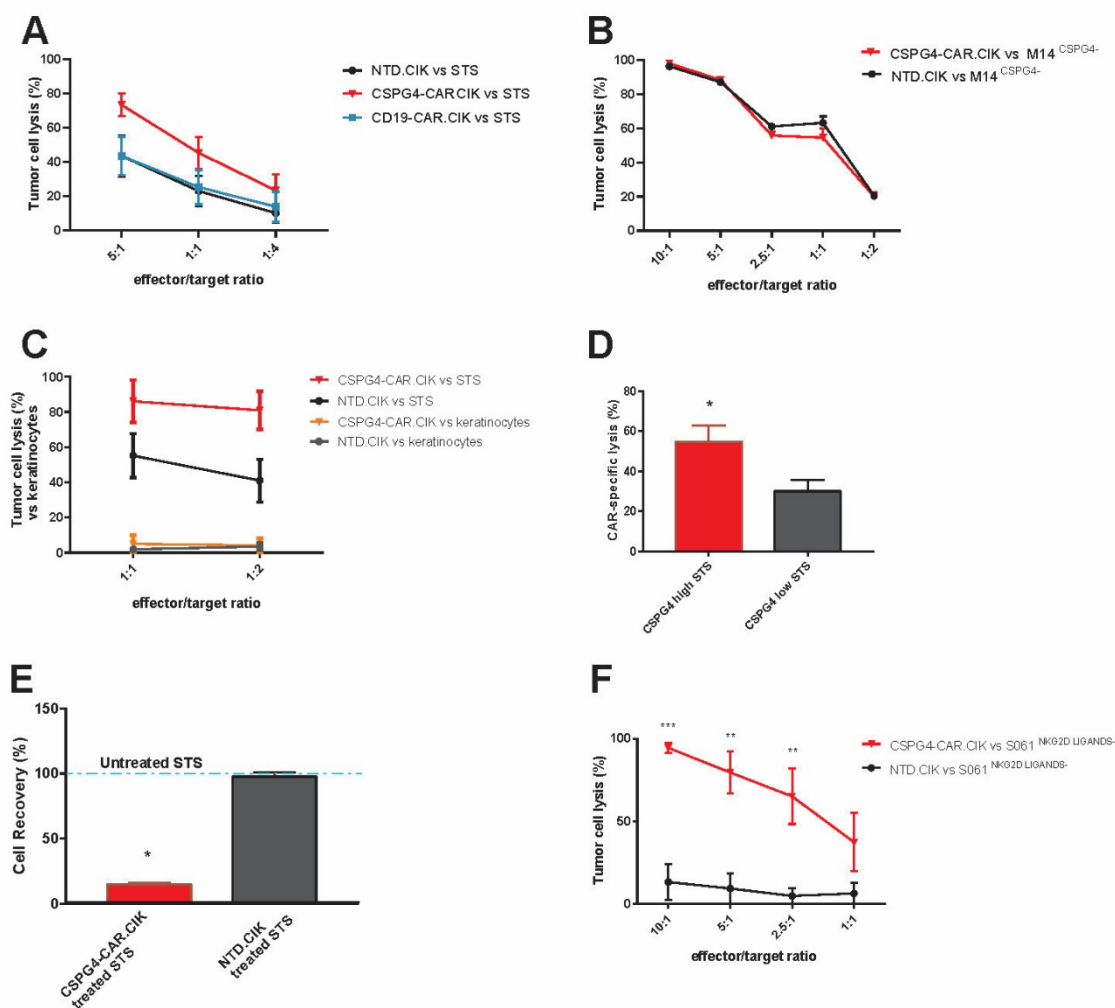 A
NTD.CIK vs STS
CSPG4-CAR.CIK vs STS
CD19-CAR.CIK vs STS
Tumor cell lysis (%)
100
80
60
40
20
0
5:1
1:1
1:4
effector/target ratio
B
CSPG4-CAR.CIK vs M14 CSPG4-
NTD.CIK vs M14 CSPG4-
Tumor cell lysis (%)
100
80
60
40
20
0
10:1
5:1
2.5:1
1:1
1:2
effector/target ratio
C
CSPG4-CAR.CIK vs STS
NTD.CIK vs STS
CSPG4-CAR.CIK vs keratinocytes
NTD.CIK vs keratinocytes
Tumor cell lysis (%)
vs keratinocytes
100
80
60
40
20
0
1:1
1:2
effector/target ratio
D
CAR-specific lysis (%)
80
60
40
20
0
*
CSPG4 high STS
CSPG4 low STS
E
Cell Recovery (%)
150
100
50
0
Untreated STS
*
CSPG4-CAR.CIK
treated STS
NTD.CIK
treated STS
F
CSPG4-CAR.CIK vs S061 NKG2D LIGANDS-
NTD.CIK vs S061 NKG2D LIGANDS-
Tumor cell lysis (%)
100
50
0
***
**
**
10:1
5:1
2.5:1
1:1
effector/target ratio